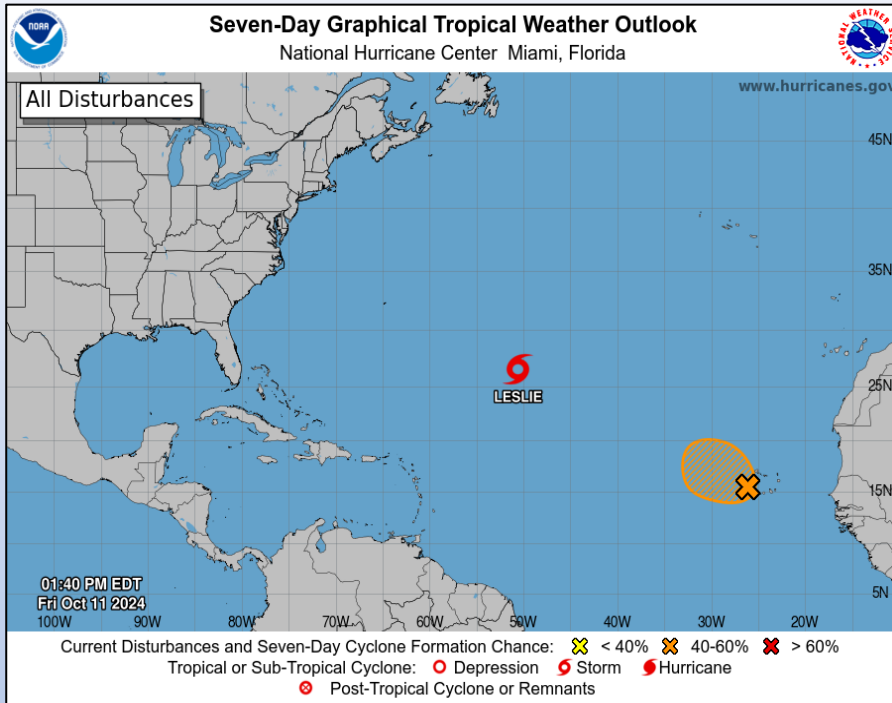 Seven-Day Graphical Tropical Weather Outlook
National Hurricane Center Miami, Florida
NOAA
www.hurricanes.gov
All Disturbances
45N
35N
LESLIE
25N
15N
01:40 PM EDT
Fri Oct 11 2024
5N
100W 90W 80W 70W 60W 50W 40W 30W 20W
Current Disturbances and Seven-Day Cyclone Formation Chance: < 40% 40-60% > 60%
Tropical or Sub-Tropical Cyclone: Depression Storm Hurricane
Post-Tropical Cyclone or Remnants